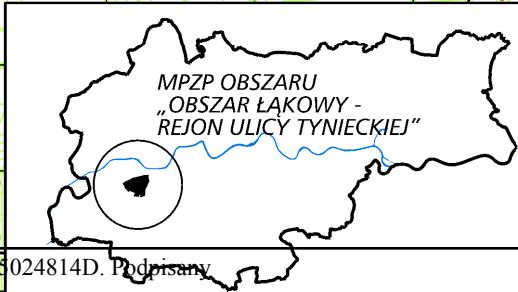 MPZP OBSZARU
„OBSZAR ŁĄKOWY -
REJON ULICY TYNIECKIEJ”
5024814D. Podpisany